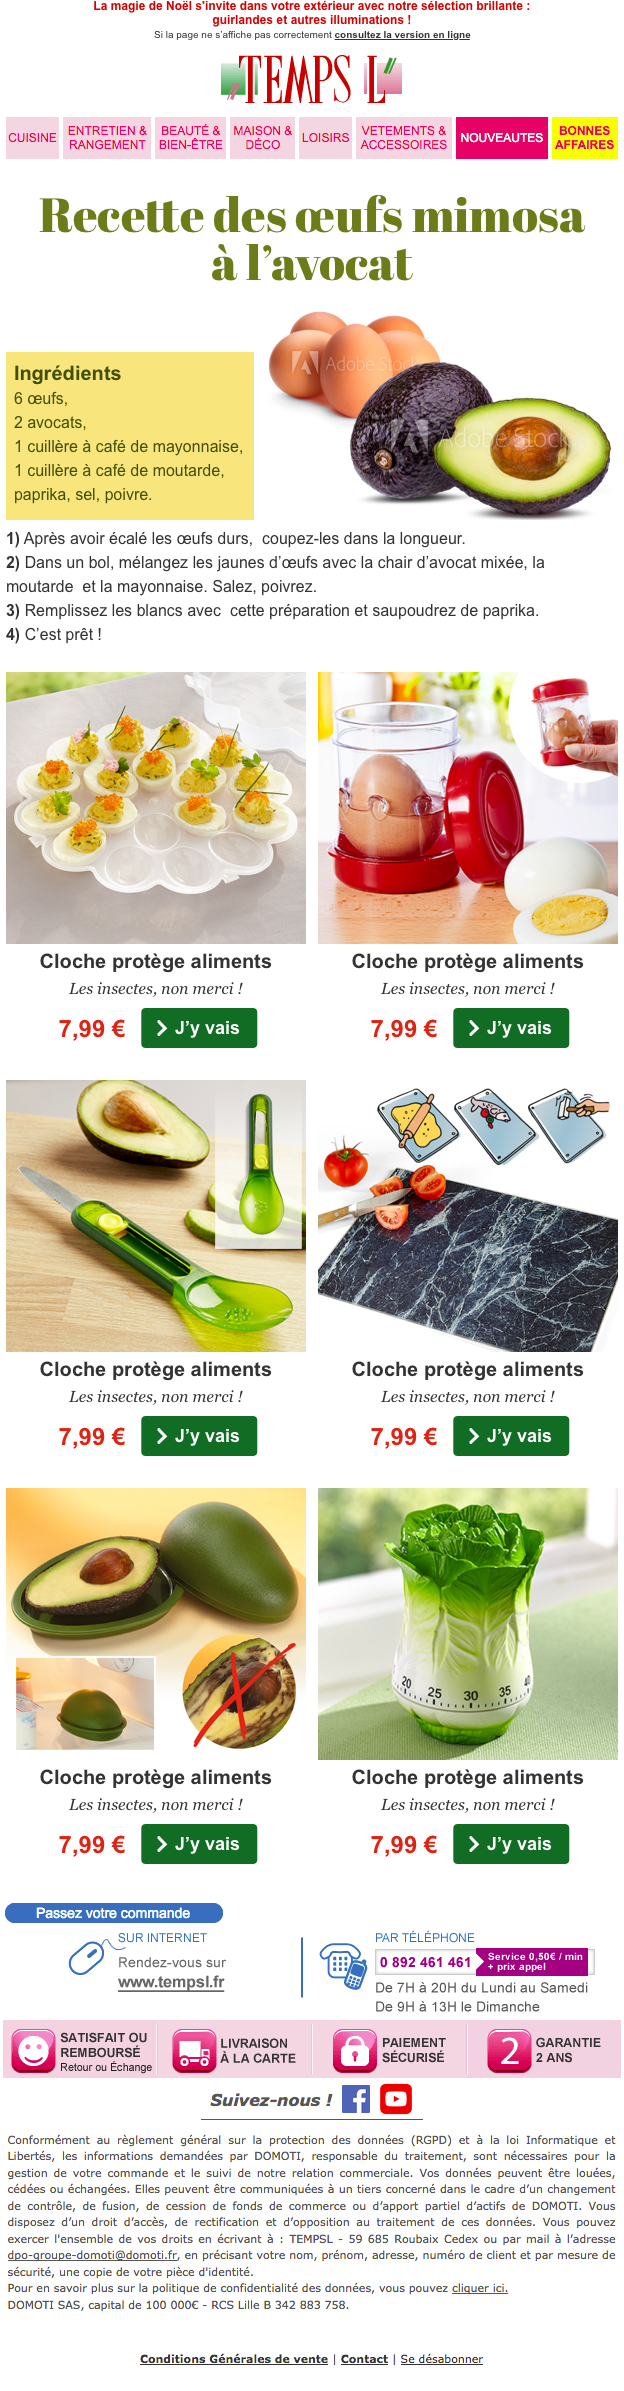 La magie de Noël s'invite dans votre extérieur avec notre sélection brillante :
guirlandes et autres illuminations !
Si la page ne s'affiche pas correctement consultez la version en ligne
TEMPS L
CUISINE
ENTRETIEN &
RANGEMENT
BEAUTÉ &
BIEN-ÊTRE
MAISON &
DÉCO
LOISIRS
VETEMENTS &
ACCESSOIRES
NOUVEAUTES
BONNES
AFFAIRES
Recette des œufs mimosa
à l'avocat
Adobe Stock
Adobe Stock
Ingrédients
6 œufs,
2 avocats,
1 cuillère à café de mayonnaise,
1 cuillère à café de moutarde,
paprika, sel, poivre.
1) Après avoir écalé les œufs durs, coupez-les dans la longueur.
2) Dans un bol, mélangez les jaunes d'œufs avec la chair d'avocat mixée, la
moutarde et la mayonnaise. Salez, poivrez.
3) Remplissez les blancs avec cette préparation et saupoudrez de paprika.
4) C'est prêt !
Cloche protège aliments
Les insectes, non merci !
7,99 € J'y vais
Cloche protège aliments
Les insectes, non merci !
7,99 € J'y vais
Cloche protège aliments
Les insectes, non merci !
7,99 € J'y vais
Cloche protège aliments
Les insectes, non merci !
7,99 € J'y vais
20 25 30 35 40
Cloche protège aliments
Les insectes, non merci !
7,99 € J'y vais
Cloche protège aliments
Les insectes, non merci !
7,99 € J'y vais
Passez votre commande
SUR INTERNET
Rendez-vous sur
www.tempsl.fr
PAR TÉLÉPHONE
0 892 461 461
Service 0,50€ / min
+ prix appel
De 7H à 20H du Lundi au Samedi
De 9H à 13H le Dimanche
SATISFAIT OU
REMBOURSÉ
Retour ou Échange
LIVRAISON
À LA CARTE
PAIEMENT
SÉCURISÉ
2
GARANTIE
2 ANS
Suivez-nous !
Conformément au règlement général sur la protection des données (RGPD) et à la loi Informatique et
Libertés, les informations demandées par DOMOTI, responsable du traitement, sont nécessaires pour la
gestion de votre commande et le suivi de notre relation commerciale. Vos données peuvent être louées,
cédées ou échangées. Elles peuvent être communiquées à un tiers concerné dans le cadre d'un changement
de contrôle, de fusion, de cession de fonds de commerce ou d'apport partiel d'actifs de DOMOTI. Vous
disposez d'un droit d'accès, de rectification et d'opposition au traitement de ces données. Vous pouvez
exercer l'ensemble de vos droits en écrivant à : TEMPSL - 59 685 Roubaix Cedex ou par mail à l'adresse
dpo-groupe-domoti@domoti.fr, en précisant votre nom, prénom, adresse, numéro de client et par mesure de
sécurité, une copie de votre pièce d'identité.
Pour en savoir plus sur la politique de confidentialité des données, vous pouvez cliquer ici.
DOMOTI SAS, capital de 100 000€ - RCS Lille B 342 883 758.
Conditions Générales de vente | Contact | Se désabonner